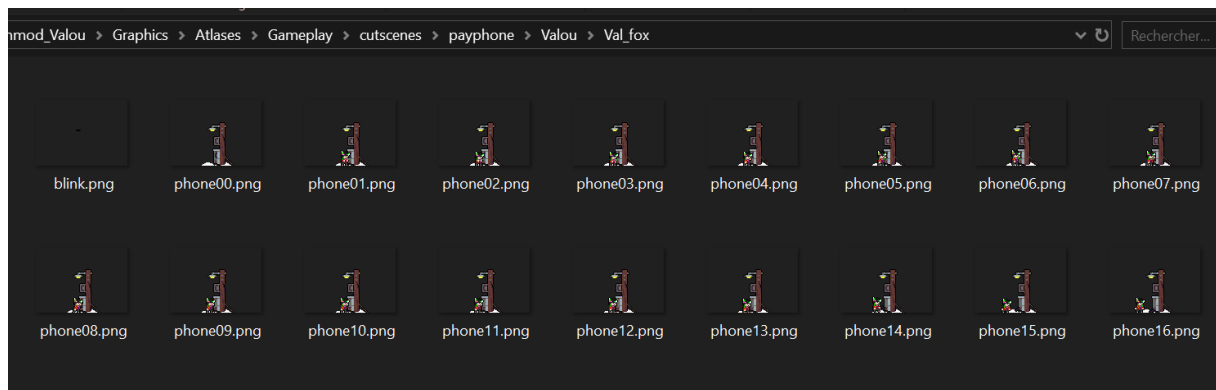 nmod_Valou > Graphics > Atlases > Gameplay > cutscenes > payphone > Valou > Val_fox
Rechercher...
blink.png phone00.png phone01.png phone02.png phone03.png phone04.png phone05.png phone06.png phone07.png
phone08.png phone09.png phone10.png phone11.png phone12.png phone13.png phone14.png phone15.png phone16.png